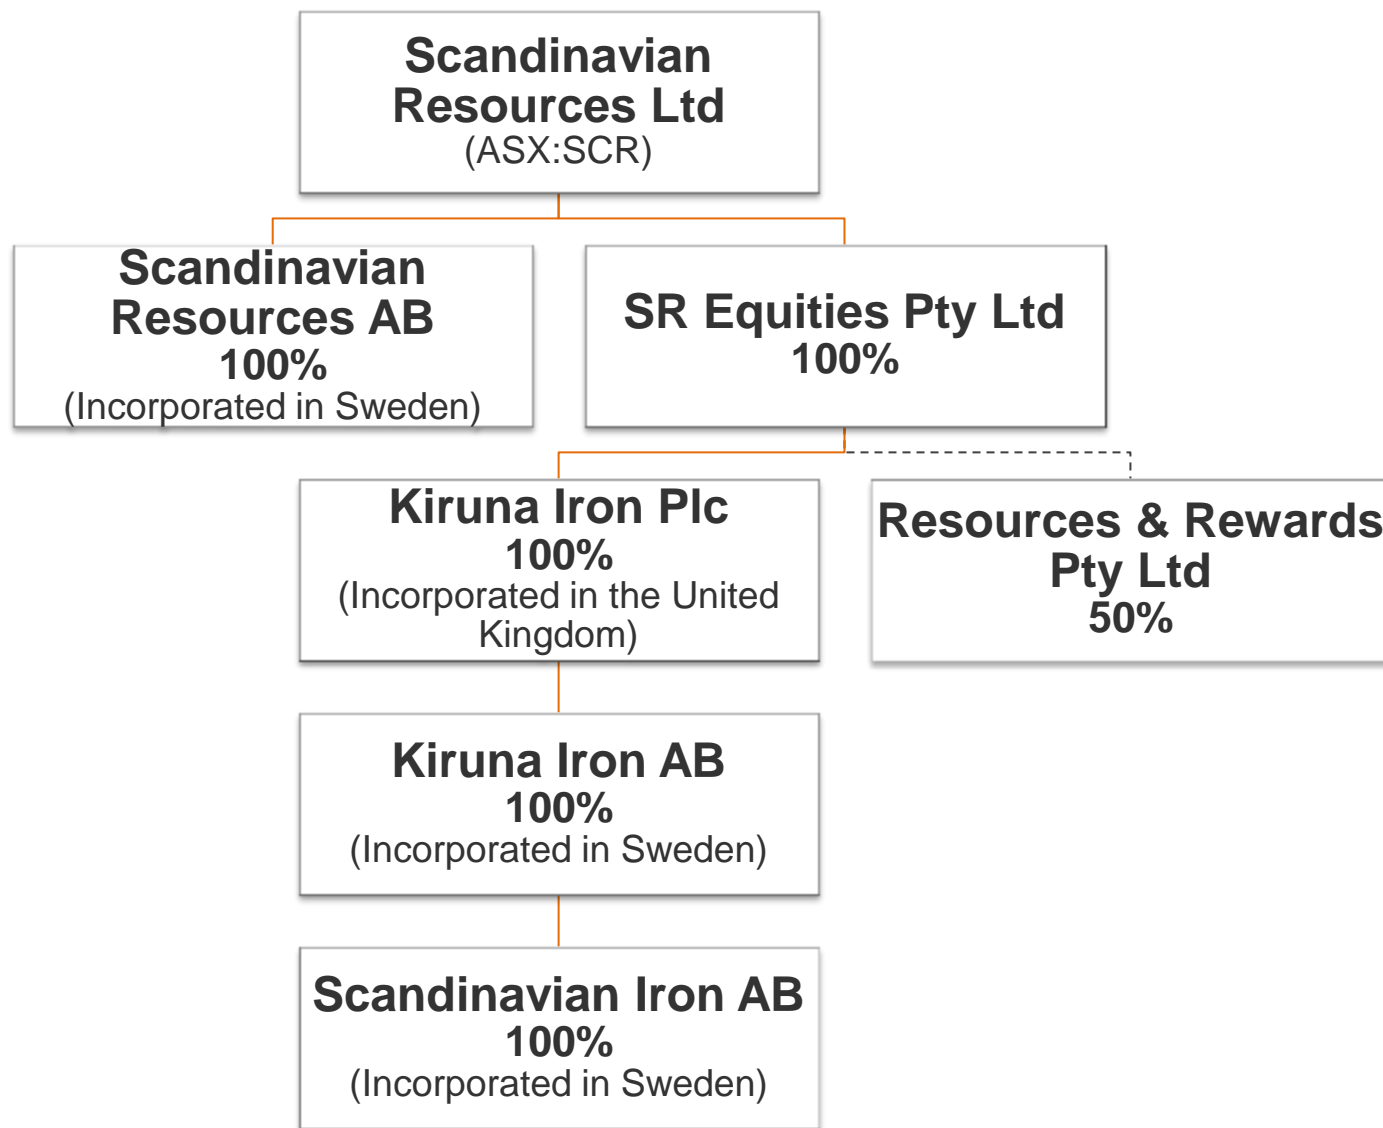 Scandinavian
Resources Ltd
(ASX:SCR)
Scandinavian
Resources AB
100%
(Incorporated in Sweden)
SR Equities Pty Ltd
100%
Kiruna Iron Plc
100%
(Incorporated in the United
Kingdom)
Resources & Rewards
Pty Ltd
50%
Kiruna Iron AB
100%
(Incorporated in Sweden)
Scandinavian Iron AB
100%
(Incorporated in Sweden)